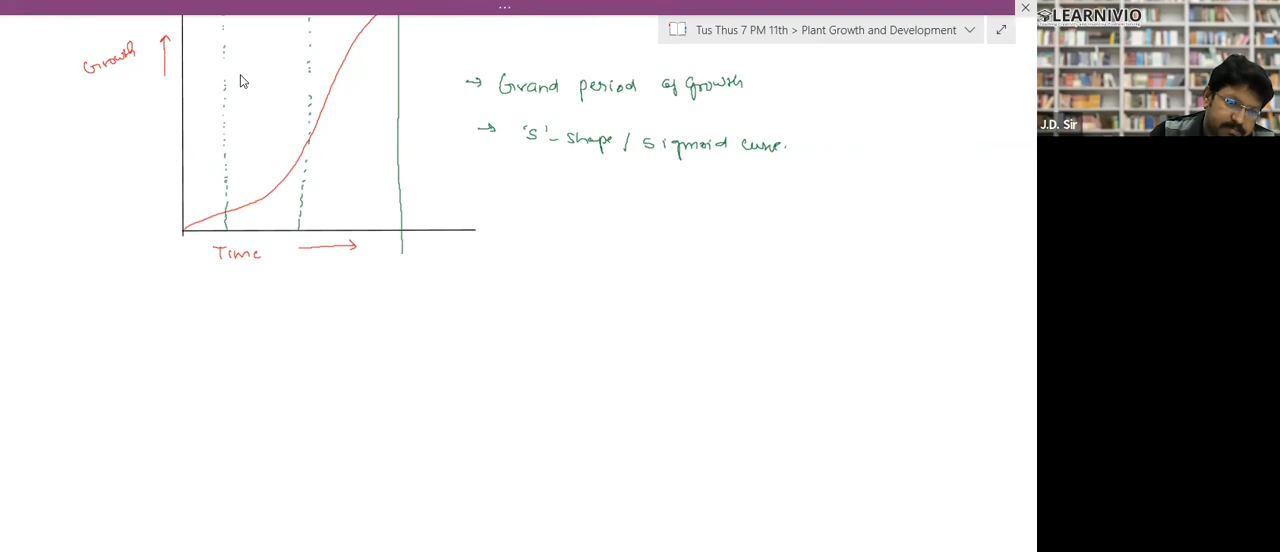 LEARNIVIO
Tus Thus 7 PM 11th > Plant Growth and Development
J.D. Sir
Growth
→ Grand period of growth
→ 'S' - shape / Sigmoid curve.
Time